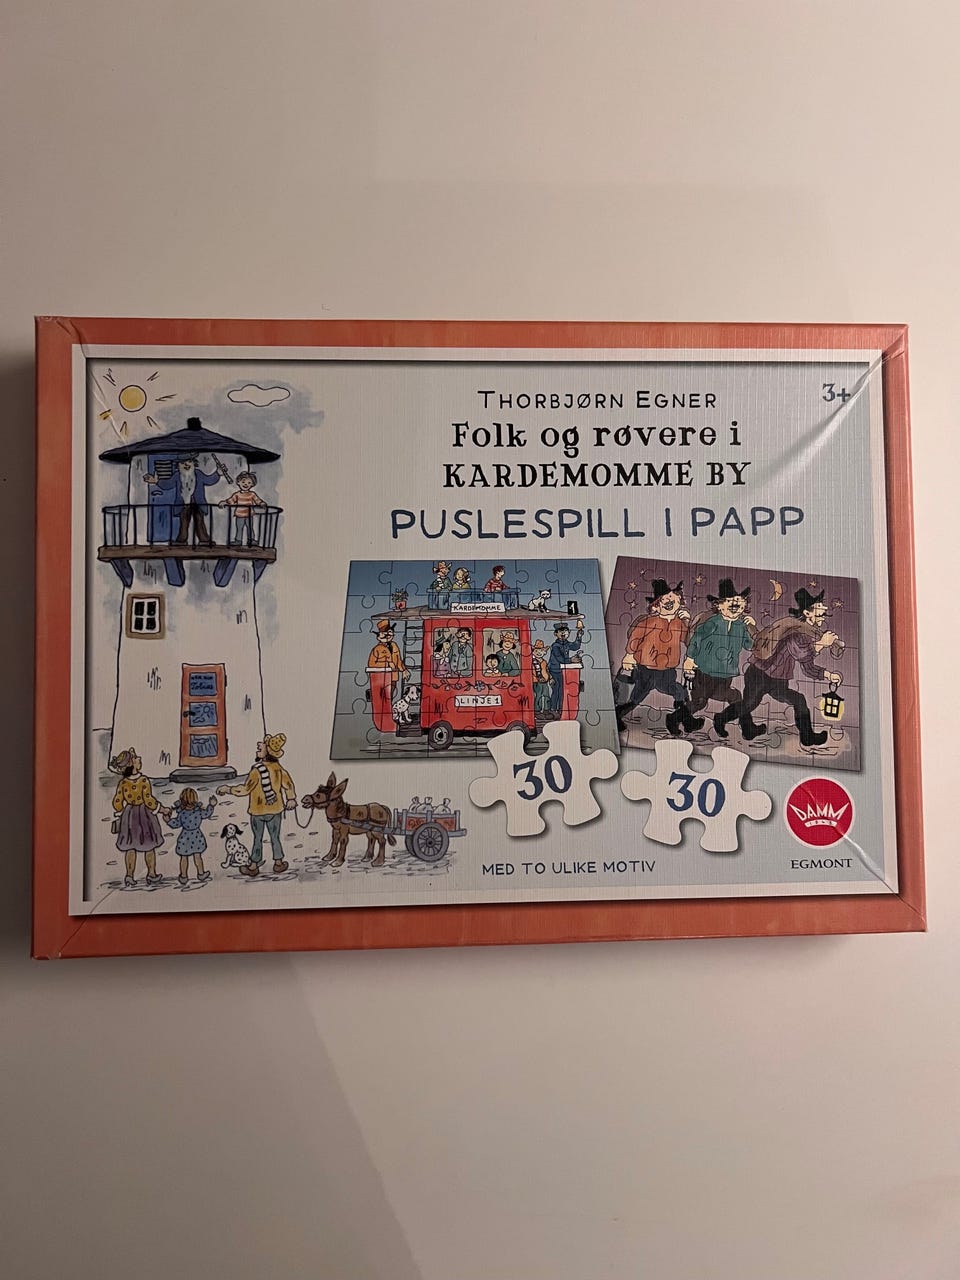 THORBJØRN EGNER
3+
Folk og røvere i
KARDEMOMME BY
PUSLESPILL I PAPP
KARDEMOMME
1
LINJE 1
Tobias
30
30
MED TO ULIKE MOTIV
DAMM
EGMONT